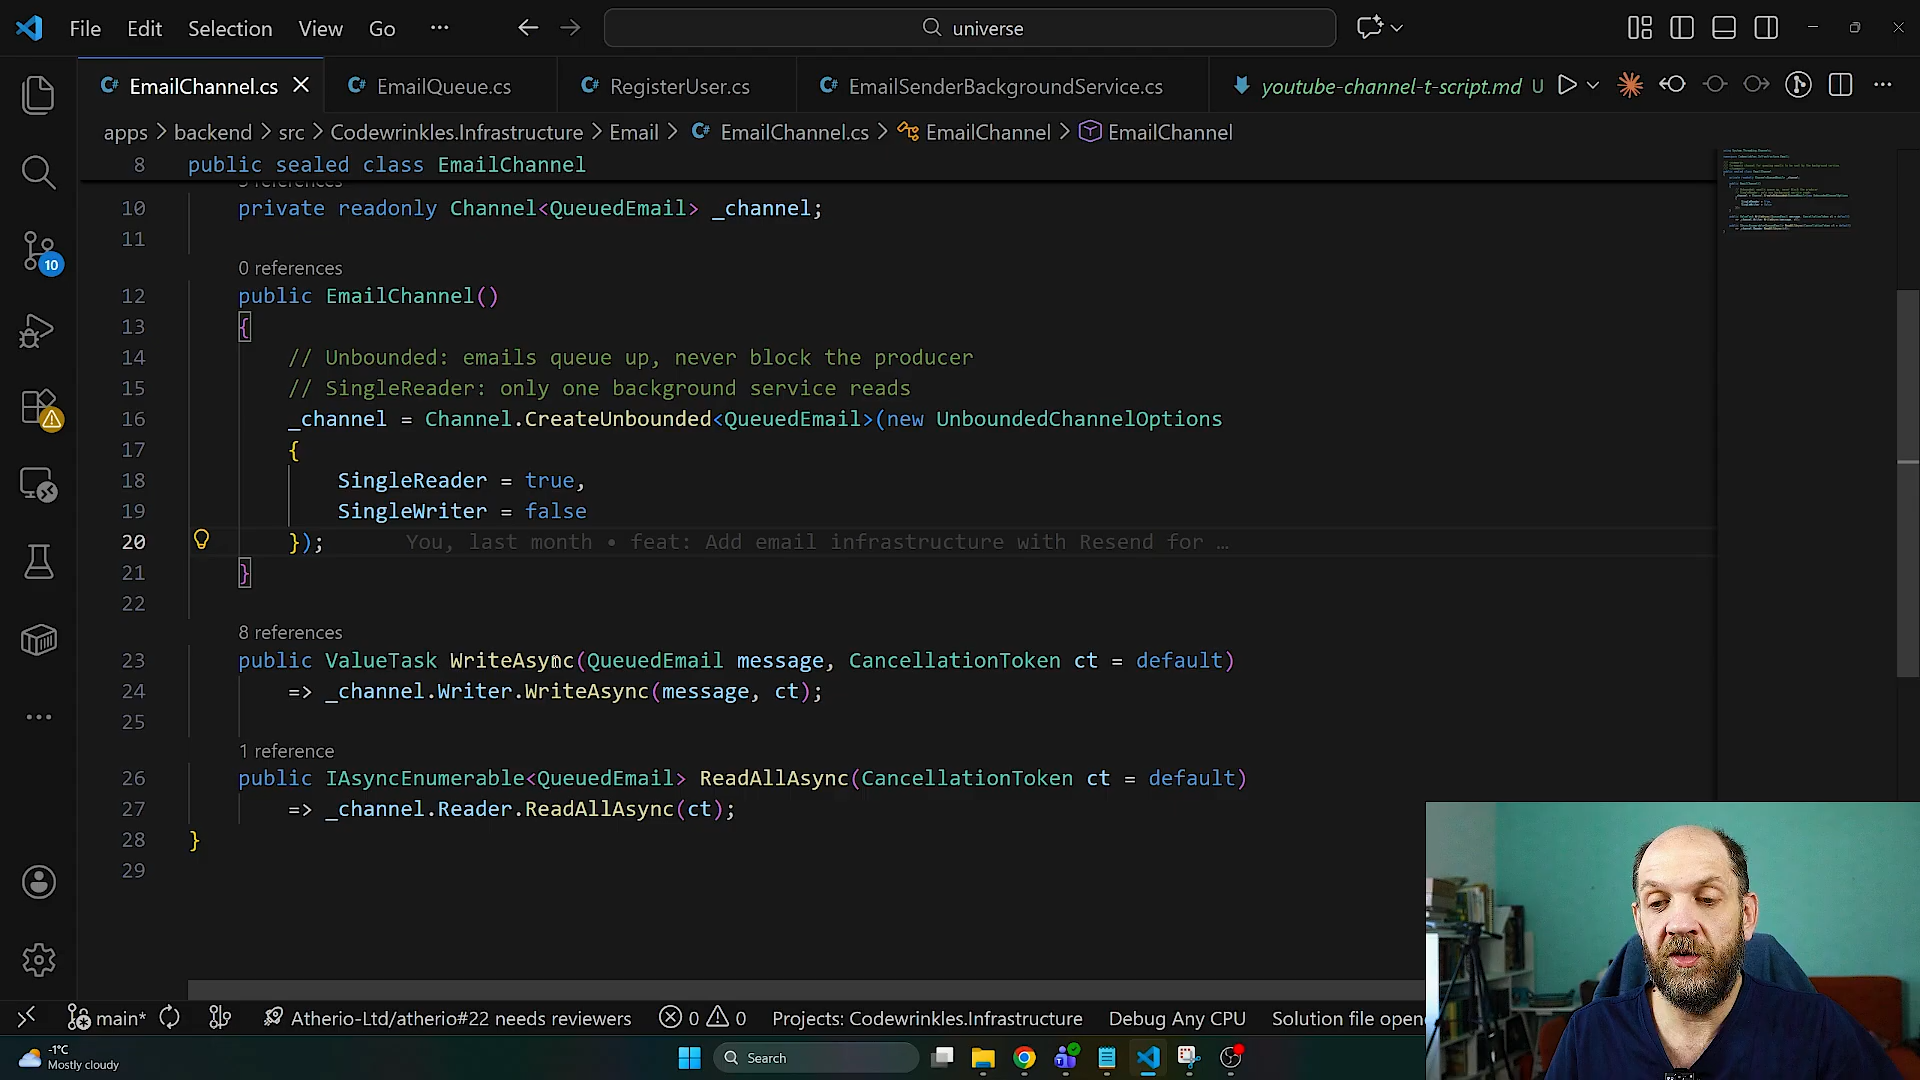 File Edit Selection View Go ··· universe
EmailChannel.cs EmailQueue.cs RegisterUser.cs EmailSenderBackgroundService.cs youtube-channel-t-script.md U
apps > backend > src > Codewrinkles.Infrastructure > Email > EmailChannel.cs > EmailChannel > EmailChannel
8 public sealed class EmailChannel
10 private readonly Channel<QueuedEmail> _channel;
11
0 references
12 public EmailChannel()
13 {
14 // Unbounded: emails queue up, never block the producer
15 // SingleReader: only one background service reads
16 _channel = Channel.CreateUnbounded<QueuedEmail>(new UnboundedChannelOptions
17 {
18 SingleReader = true,
19 SingleWriter = false
20 }); You, last month • feat: Add email infrastructure with Resend for …
21 }
22
8 references
23 public ValueTask WriteAsync(QueuedEmail message, CancellationToken ct = default)
24 => _channel.Writer.WriteAsync(message, ct);
25
1 reference
26 public IAsyncEnumerable<QueuedEmail> ReadAllAsync(CancellationToken ct = default)
27 => _channel.Reader.ReadAllAsync(ct);
28 }
29
10
main* Atherio-Ltd/atherio#22 needs reviewers 0 0 Projects: Codewrinkles.Infrastructure Debug Any CPU Solution file open
-1°C
Mostly cloudy
Search